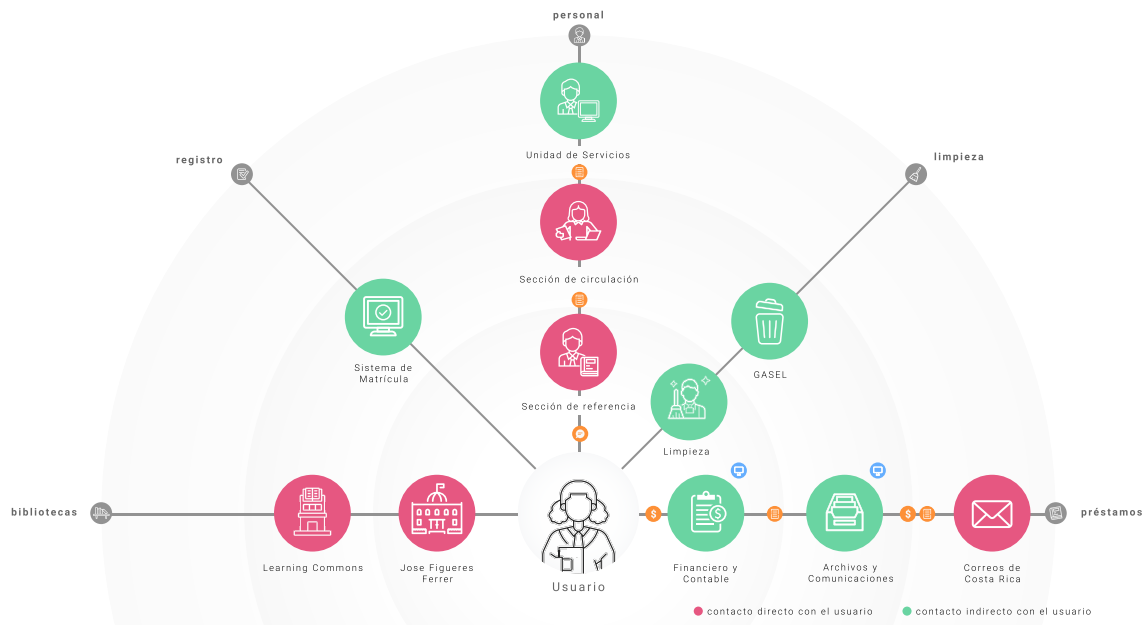 personal
Unidad de Servicios
registro
limpieza
Sección de circulación
Sistema de
Matrícula
GASEL
Sección de referencia
Limpieza
bibliotecas
préstamos
Learning Commons
Jose Figueres
Ferrer
Usuario
$
$
Financiero y
Contable
Archivos y
Comunicaciones
Correos de
Costa Rica
contacto directo con el usuario
contacto indirecto con el usuario